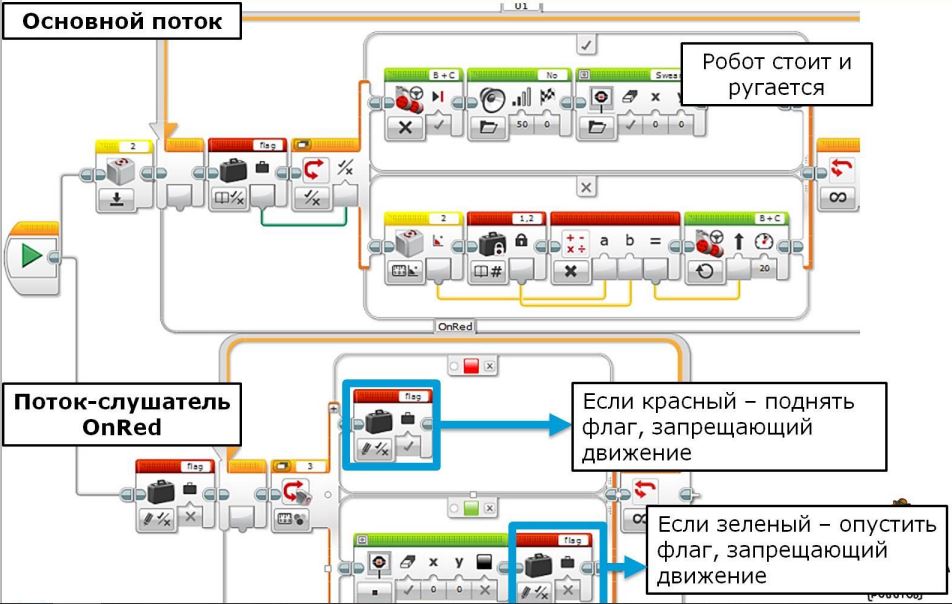 Основной поток
01
Робот стоит и
ругается
B + C
No
50
0
0
0
2
flag
2
1,2
B + C
a b =
20
OnRed
Поток-слушатель
OnRed
flag
Если красный – поднять
флаг, запрещающий
движение
flag
3
Если зеленый – опустить
флаг, запрещающий
движение
flag
x y
0
0